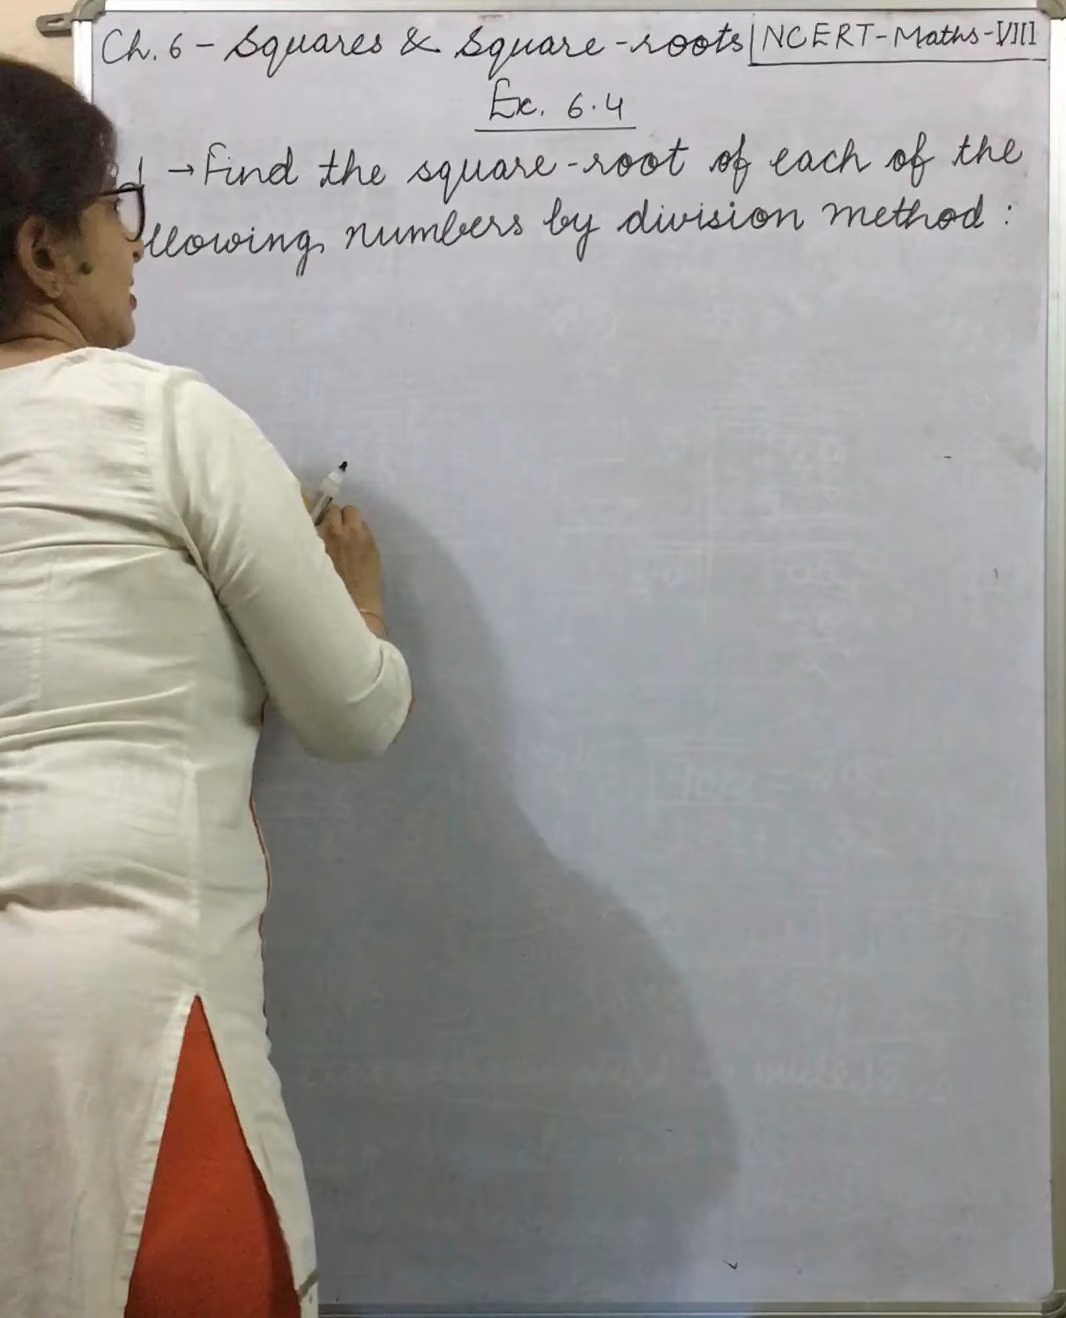 Ch. 6 - Squares & Square-roots NCERT-Maths-VIII
Ex. 6.4
→ Find the square-root of each of the
llowing numbers by division method :